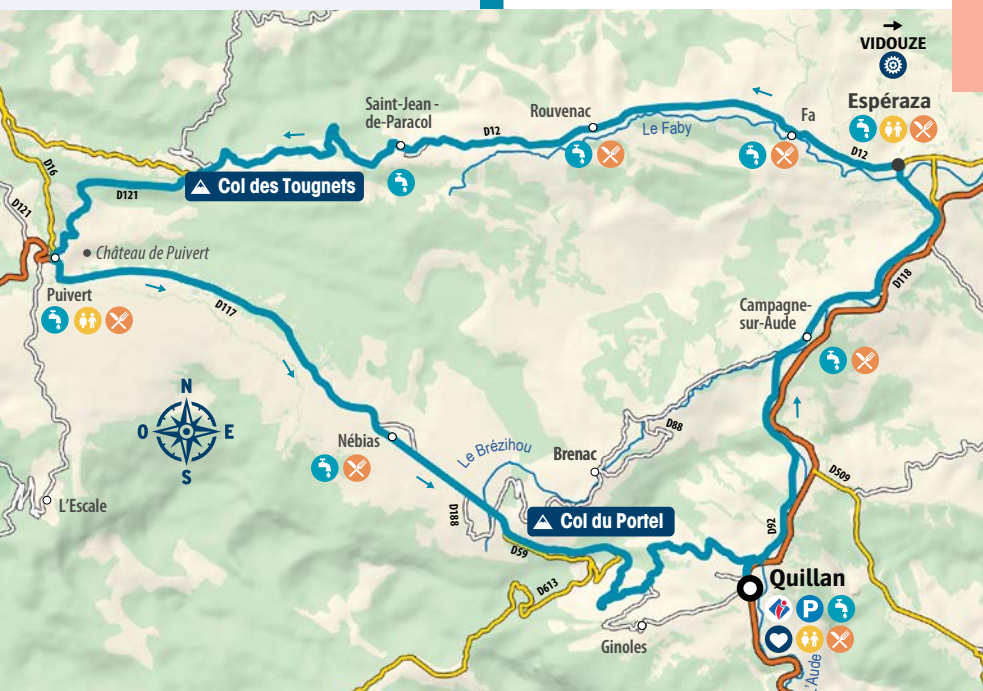 VIDOUZE
Espéraza
Saint-Jean -
de-Paracol
Rouvenac
Fa
Le Faby
D12
D12
D16
D121
Col des Tougnets
D121
Château de Puivert
Puivert
D117
D118
Campagne-
sur-Aude
N
O
E
S
Nébias
Le Brézihou
Brenac
D88
L'Escale
D188
Col du Portel
D509
D92
D59
D613
Quillan
P
Ginoles
l'Aude